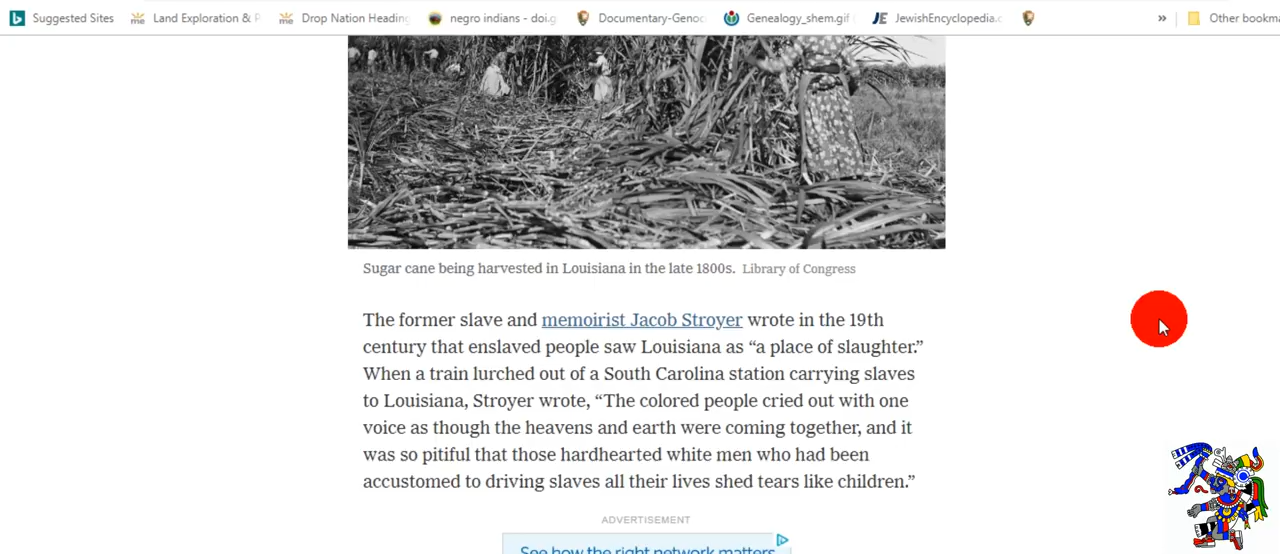 Suggested Sites Land Exploration & Drop Nation Heading negro indians - doi.g Documentary-Genoc Genealogy_shem.gif JewishEncyclopedia.c » Other bookma
Sugar cane being harvested in Louisiana in the late 1800s. Library of Congress
The former slave and memoirist Jacob Stroyer wrote in the 19th
century that enslaved people saw Louisiana as “a place of slaughter.”
When a train lurched out of a South Carolina station carrying slaves
to Louisiana, Stroyer wrote, “The colored people cried out with one
voice as though the heavens and earth were coming together, and it
was so pitiful that those hardhearted white men who had been
accustomed to driving slaves all their lives shed tears like children.”
ADVERTISEMENT
See how the right network matters